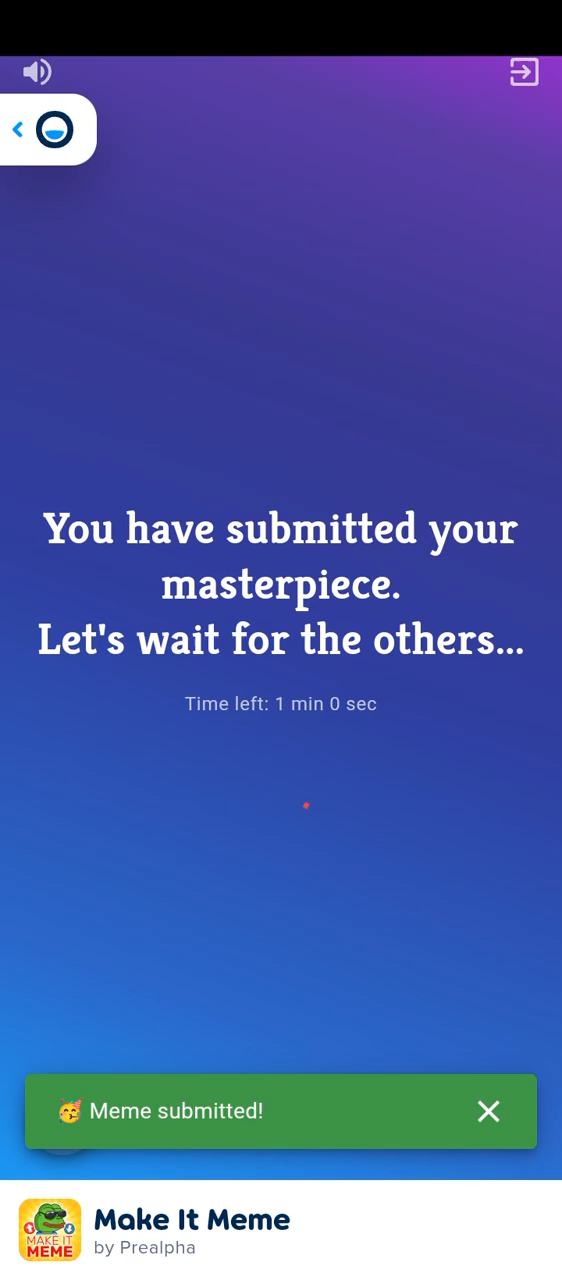 You have submitted your
masterpiece.
Let's wait for the others...
Time left: 1 min 0 sec
🥳 Meme submitted!
MAKE IT
MEME
Make It Meme
by Prealpha